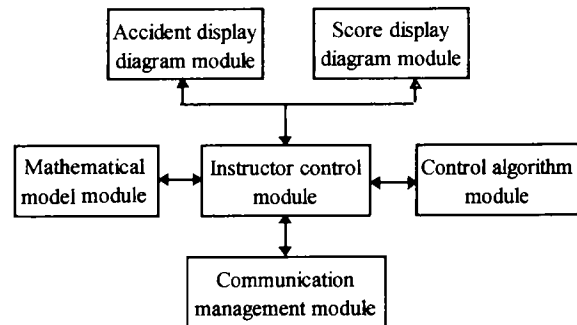 Accident display
diagram module
Score display
diagram module
Mathematical
model module
Instructor control
module
Control algorithm
module
Communication
management module